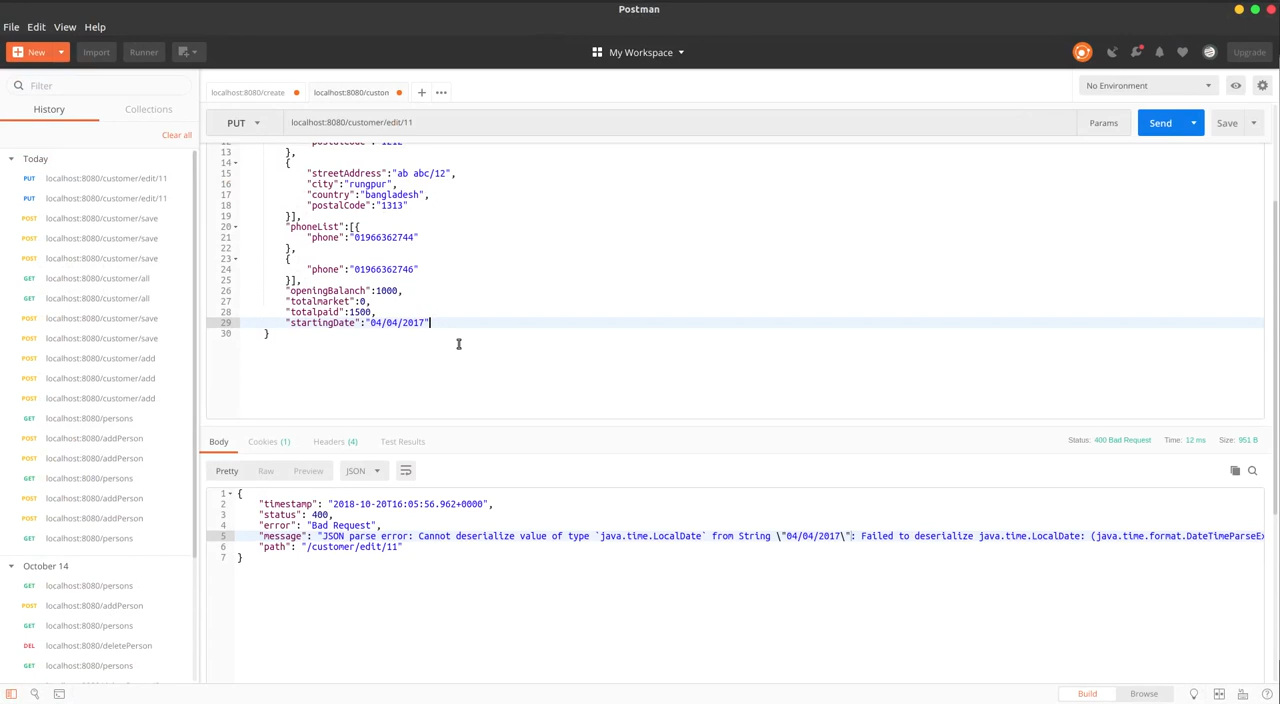 Postman
File Edit View Help
New Import Runner My Workspace Upgrade
Filter
History Collections
Clear all
Today
PUT localhost:8080/customer/edit/11
PUT localhost:8080/customer/edit/11
POST localhost:8080/customer/save
POST localhost:8080/customer/save
POST localhost:8080/customer/save
GET localhost:8080/customer/all
GET localhost:8080/customer/all
POST localhost:8080/customer/save
POST localhost:8080/customer/save
POST localhost:8080/customer/add
POST localhost:8080/customer/add
POST localhost:8080/customer/add
GET localhost:8080/persons
POST localhost:8080/addPerson
POST localhost:8080/addPerson
GET localhost:8080/persons
POST localhost:8080/addPerson
POST localhost:8080/addPerson
GET localhost:8080/persons
October 14
GET localhost:8080/persons
POST localhost:8080/addPerson
GET localhost:8080/persons
DEL localhost:8080/deletePerson
GET localhost:8080/persons
localhost:8080/create localhost:8080/custon + ••• No Environment
PUT localhost:8080/customer/edit/11 Params Send Save
12 "postalCode":"1212"
13 },
14 {
15 "streetAddress":"ab abc/12",
16 "city":"rungpur",
17 "country":"bangladesh",
18 "postalCode":"1313"
19 }],
20 "phoneList":[{
21 "phone":"01966362744"
22 },
23 {
24 "phone":"01966362746"
25 }],
26 "openingBalanch":1000,
27 "totalmarket":0,
28 "totalpaid":1500,
29 "startingDate":"04/04/2017"
30 }
Body Cookies (1) Headers (4) Test Results Status: 400 Bad Request Time: 12 ms Size: 951 B
Pretty Raw Preview JSON
1 {
2 "timestamp": "2018-10-20T16:05:56.962+0000",
3 "status": 400,
4 "error": "Bad Request",
5 "message": "JSON parse error: Cannot deserialize value of type `java.time.LocalDate` from String \"04/04/2017\": Failed to deserialize java.time.LocalDate: (java.time.format.DateTimeParseEx
6 "path": "/customer/edit/11"
7 }
Build Browse